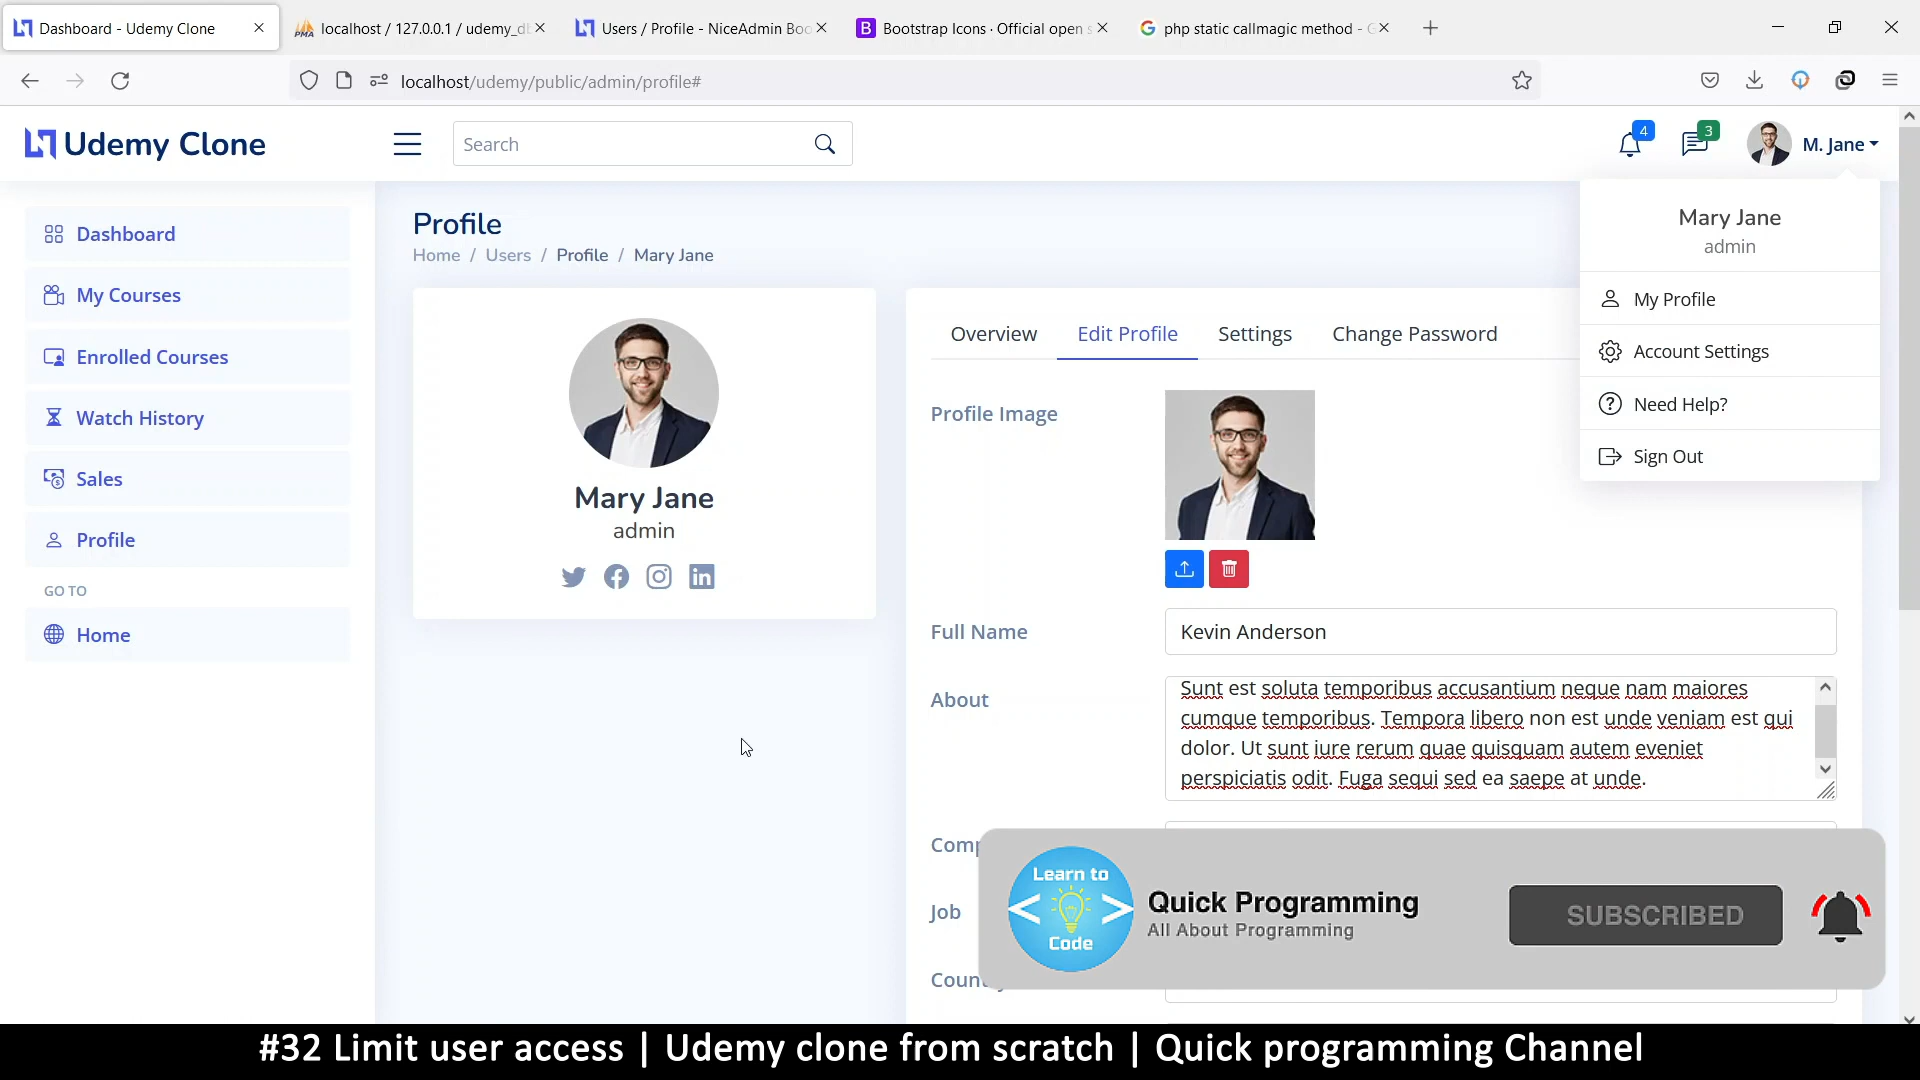 Dashboard - Udemy Clone
localhost / 127.0.0.1 / udemy_d
Users / Profile - NiceAdmin Boo
Bootstrap Icons · Official open s
php static callmagic method - G
localhost/udemy/public/admin/profile#
Udemy Clone
Search
4
3
M. Jane
Mary Jane
admin
My Profile
Account Settings
Need Help?
Sign Out
Dashboard
My Courses
Enrolled Courses
Watch History
Sales
Profile
GO TO
Home
Profile
Home / Users / Profile / Mary Jane
Mary Jane
admin
Overview
Edit Profile
Settings
Change Password
Profile Image
Full Name
Kevin Anderson
About
Sunt est soluta temporibus accusantium neque nam maiores
cumque temporibus. Tempora libero non est unde veniam est qui
dolor. Ut sunt iure rerum quae quisquam autem eveniet
perspiciatis odit. Fuga sequi sed ea saepe at unde.
Comp
Job
Country
Learn to
Code
Quick Programming
All About Programming
SUBSCRIBED
#32 Limit user access | Udemy clone from scratch | Quick programming Channel